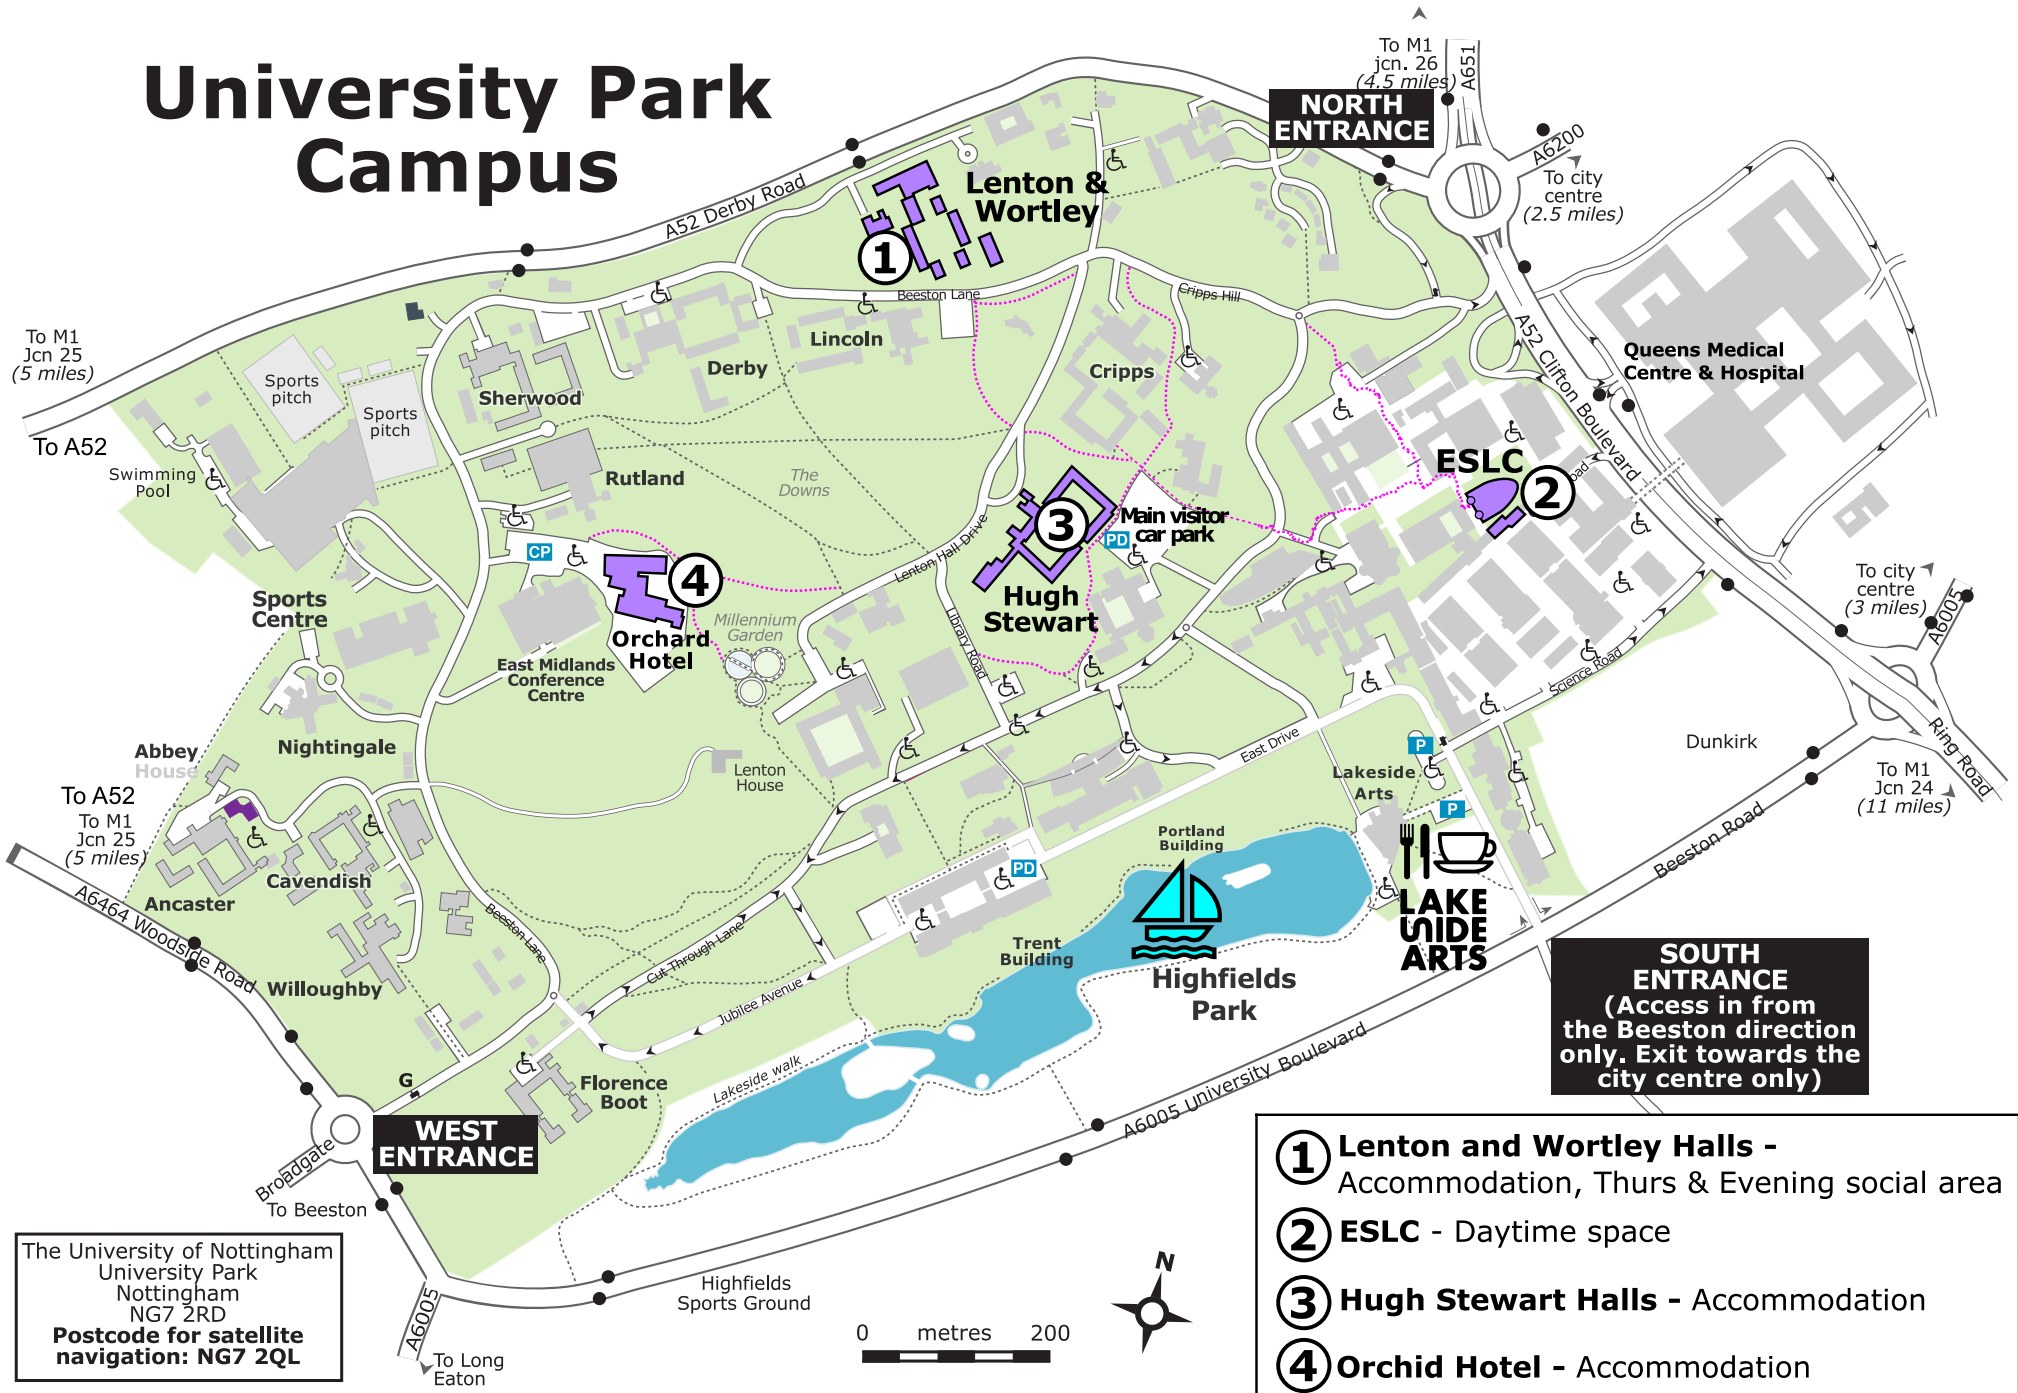 University Park
Campus
To M1
jcn. 26
(4.5 miles)
A651
NORTH
ENTRANCE
A6200
To city
centre
(2.5 miles)
A52 Derby Road
Lenton &
Wortley
1
Beeston Lane
Cripps Hill
A52 Clifton Boulevard
Queens Medical
Centre & Hospital
To M1
Jcn 25
(5 miles)
To A52
Sports
pitch
Sports
pitch
Swimming
Pool
Sherwood
Derby
Lincoln
Cripps
Rutland
The
Downs
ESLC
2
oad
3
Main visitor
car park
PD
CP
4
Lenton Hall Drive
Hugh
Stewart
Library Road
Sports
Centre
Orchard
Hotel
Millennium
Garden
East Midlands
Conference
Centre
To city
centre
(3 miles)
A6005
Science Road
Nightingale
Abbey
House
Lenton
House
East Drive
P
Lakeside
Arts
P
Dunkirk
Ring Road
To M1
Jcn 24
(11 miles)
To A52
To M1
Jcn 25
(5 miles)
Portland
Building
PD
Beeston Road
Cavendish
Ancaster
A6464 Woodside Road
Beeston Lane
Cut Through Lane
Trent
Building
LAKE
SIDE
ARTS
Highfields
Park
Willoughby
Jubilee Avenue
SOUTH
ENTRANCE
(Access in from
the Beeston direction
only. Exit towards the
city centre only)
Lakeside walk
Florence
Boot
G
A6005 University Boulevard
WEST
ENTRANCE
Broadgate
To Beeston
The University of Nottingham
University Park
Nottingham
NG7 2RD
Postcode for satellite
navigation: NG7 2QL
A6005
To Long
Eaton
Highfields
Sports Ground
0 metres 200
N
1 Lenton and Wortley Halls -
Accommodation, Thurs & Evening social area
2 ESLC - Daytime space
3 Hugh Stewart Halls - Accommodation
4 Orchid Hotel - Accommodation